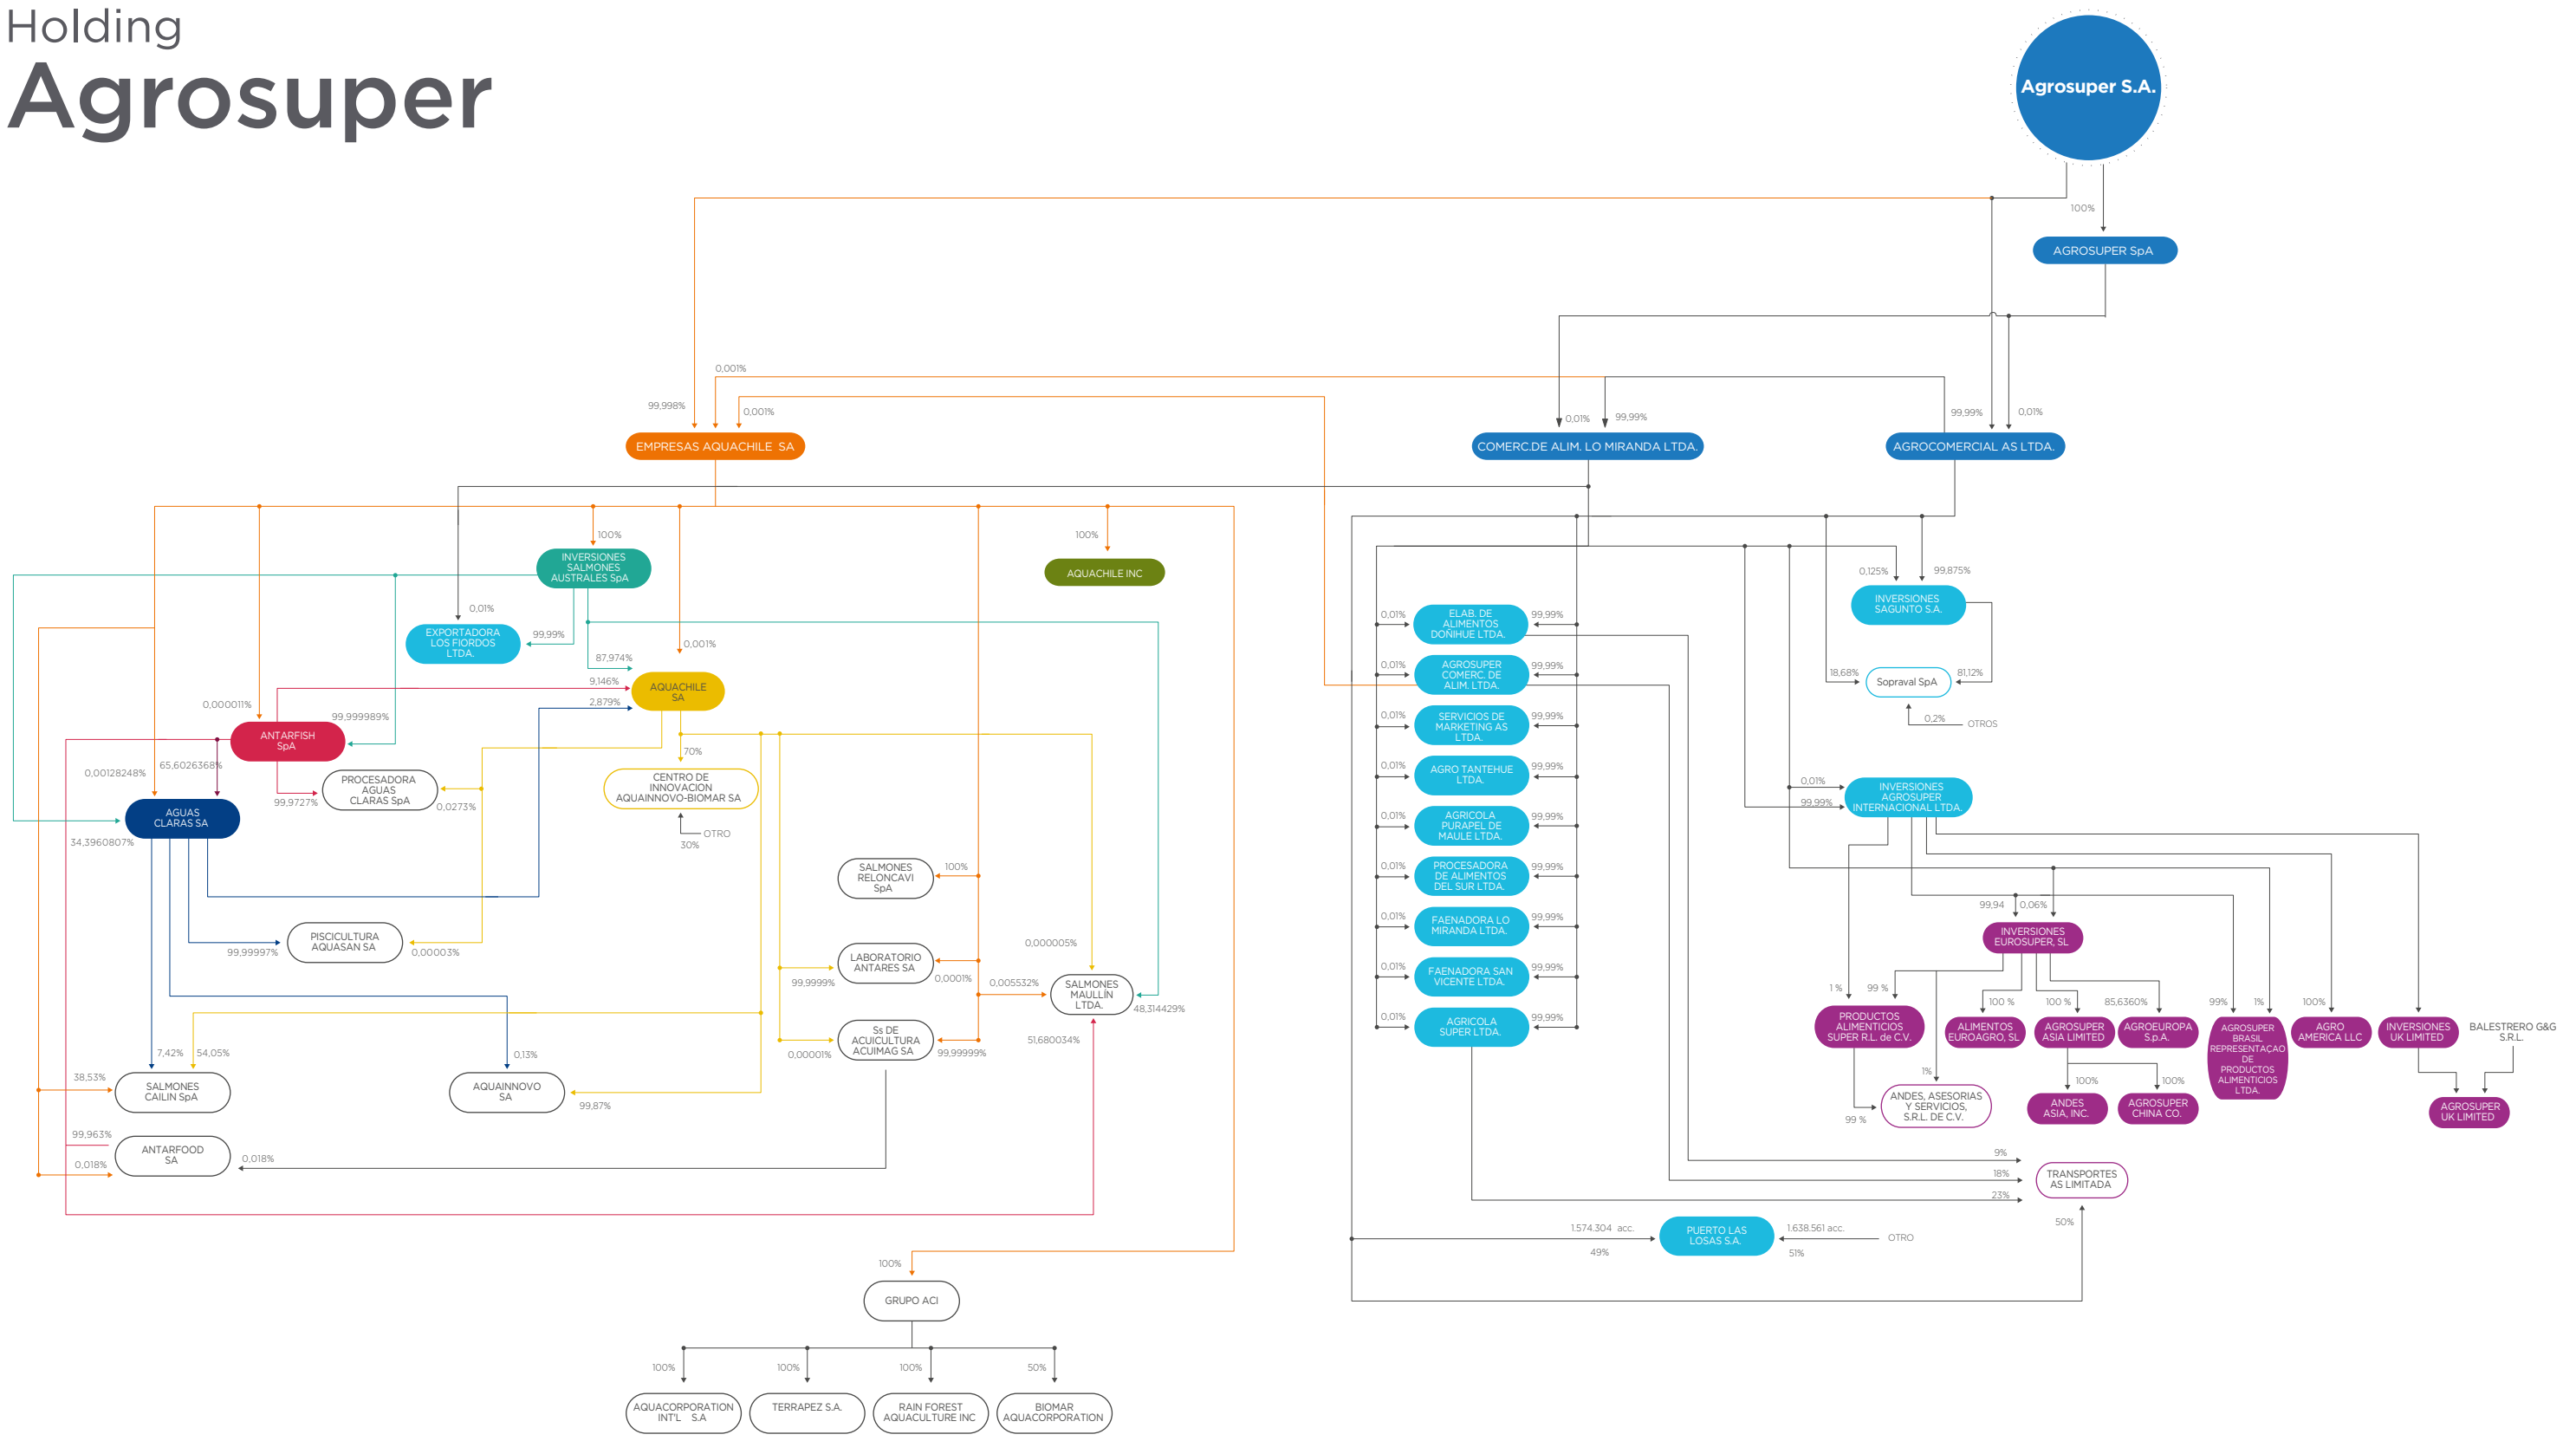 Holding
Agrosuper
Agrosuper S.A.
100%
AGROSUPER SpA
0,001%
99,998%
0,001%
0,01%
99,99%
99,99%
0,01%
EMPRESAS AQUACHILE SA
COMERC.DE ALIM. LO MIRANDA LTDA.
AGROCOMERCIAL AS LTDA.
100%
100%
INVERSIONES
SALMONES
AUSTRALES SpA
AQUACHILE INC
0,01%
EXPORTADORA
LOS FIORDOS
LTDA.
99,99%
0,001%
87,974%
9,146%
2,879%
AQUACHILE
SA
0,000011%
99,999989%
ANTARFISH
SpA
0,00128248%
65,6026368%
PROCESADORA
AGUAS
CLARAS SpA
99,9727%
0,0273%
70%
CENTRO DE
INNOVACION
AQUAINNOVO-BIOMAR SA
OTRO
30%
AGUAS
CLARAS SA
34,3960807%
SALMONES
RELONCAVI
SpA
100%
PISCICULTURA
AQUASAN SA
99,99997%
0,00003%
LABORATORIO
ANTARES SA
99,9999%
0,0001%
0,000005%
0,005532%
SALMONES
MAULLÍN
LTDA.
48,314429%
51,680034%
Ss DE
ACUICULTURA
ACUIMAG SA
0,00001%
99,99999%
7,42%
54,05%
0,13%
38,53%
SALMONES
CAILIN SpA
AQUAINNOVO
SA
99,87%
99,963%
ANTARFOOD
SA
0,018%
0,018%
100%
GRUPO ACI
100%
100%
100%
50%
AQUACORPORATION
INT'L S.A
TERRAPEZ S.A.
RAIN FOREST
AQUACULTURE INC
BIOMAR
AQUACORPORATION
0,01%
ELAB. DE
ALIMENTOS
DOÑIHUE LTDA.
99,99%
0,01%
AGROSUPER
COMERC. DE
ALIM. LTDA.
99,99%
0,01%
SERVICIOS DE
MARKETING AS
LTDA.
99,99%
0,01%
AGRO TANTEHUE
LTDA.
99,99%
0,01%
AGRICOLA
PURAPEL DE
MAULE LTDA.
99,99%
0,01%
PROCESADORA
DE ALIMENTOS
DEL SUR LTDA.
99,99%
0,01%
FAENADORA LO
MIRANDA LTDA.
99,99%
0,01%
FAENADORA SAN
VICENTE LTDA.
99,99%
0,01%
AGRICOLA
SUPER LTDA.
99,99%
0,125%
99,875%
INVERSIONES
SAGUNTO S.A.
18,68%
Sopraval SpA
81,12%
0,2%
OTROS
0,01%
99,99%
INVERSIONES
AGROSUPER
INTERNACIONAL LTDA.
99,94
0,06%
INVERSIONES
EUROSUPER, SL
1 %
99 %
100 %
100 %
85,6360%
99%
1%
100%
PRODUCTOS
ALIMENTICIOS
SUPER R.L. de C.V.
ALIMENTOS
EUROAGRO, SL
AGROSUPER
ASIA LIMITED
AGROEUROPA
S.p.A.
AGROSUPER
BRASIL
REPRESENTAÇAO
DE
PRODUCTOS
ALIMENTICIOS
LTDA.
AGRO
AMERICA LLC
INVERSIONES
UK LIMITED
BALESTRERO G&G
S.R.L.
1%
100%
100%
ANDES, ASESORIAS
Y SERVICIOS,
S.R.L. DE C.V.
99 %
ANDES
ASIA, INC.
AGROSUPER
CHINA CO.
AGROSUPER
UK LIMITED
9%
18%
23%
TRANSPORTES
AS LIMITADA
50%
1.574.304 acc.
49%
PUERTO LAS
LOSAS S.A.
1.638.561 acc.
51%
OTRO